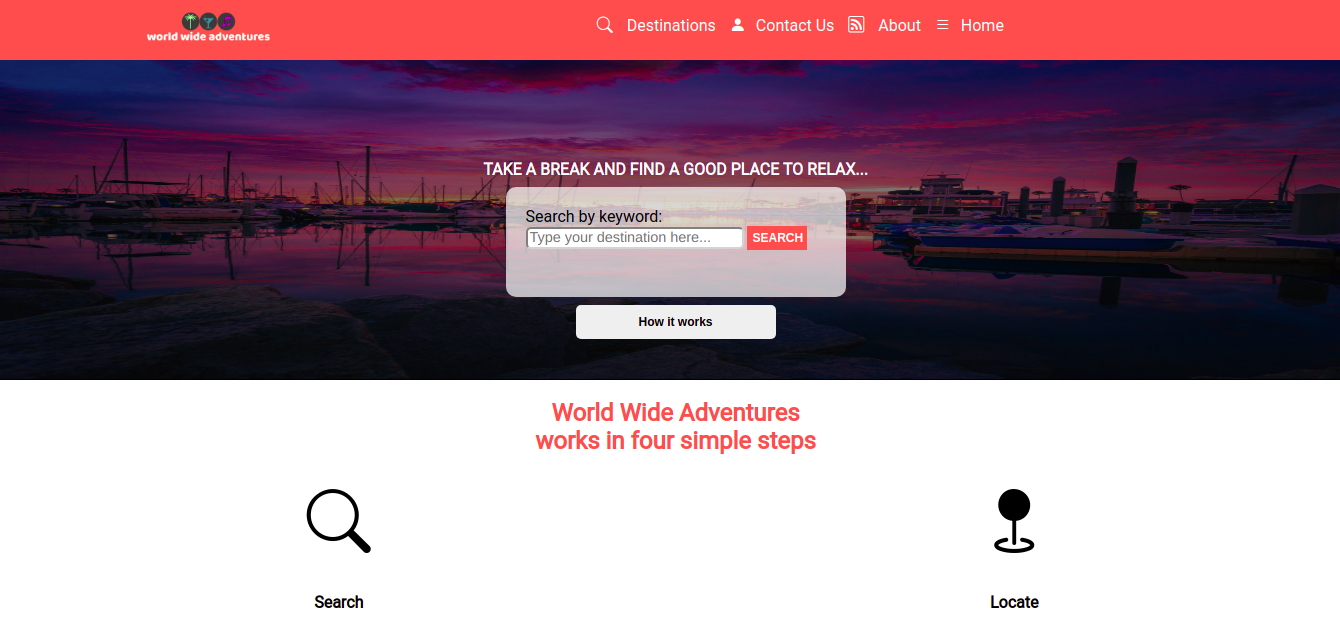 world wide adventures
Destinations Contact Us About Home
TAKE A BREAK AND FIND A GOOD PLACE TO RELAX...
Search by keyword:
Type your destination here... SEARCH
How it works
World Wide Adventures
works in four simple steps
Search Locate